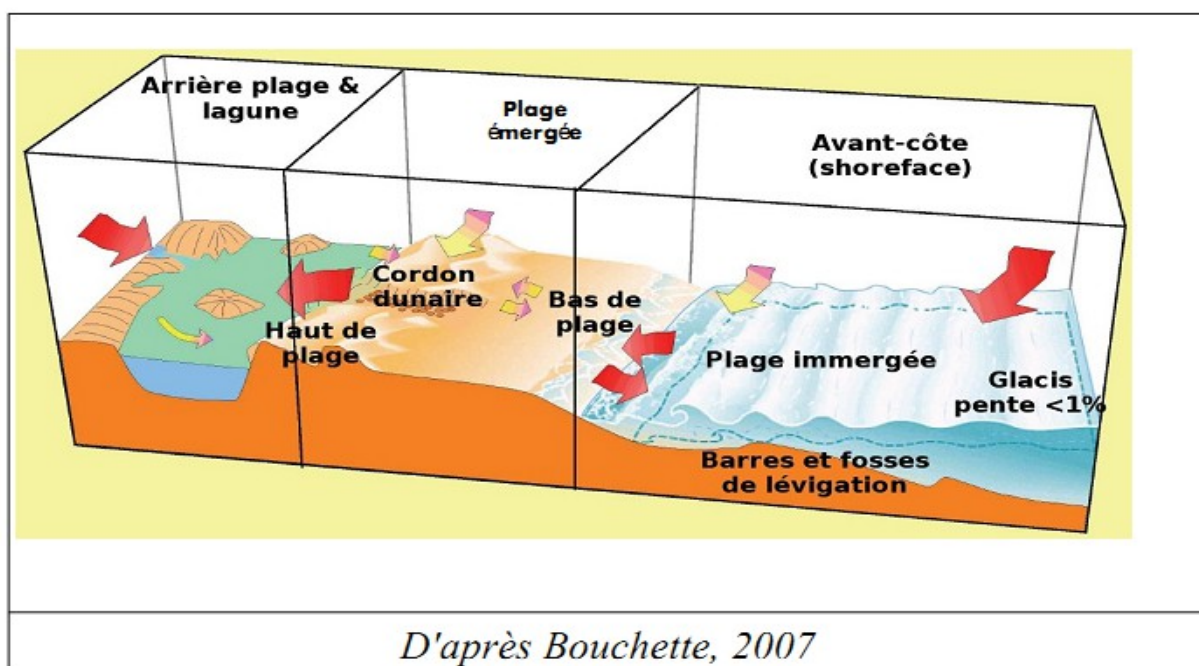 Arrière plage &
lagune
Plage
émergée
Avant-côte
(shoreface)
Cordon
dunaire
Haut de
plage
Bas de
plage
Plage immergée
Glacis
pente <1%
Barres et fosses
de lévigation
D'après Bouchette, 2007